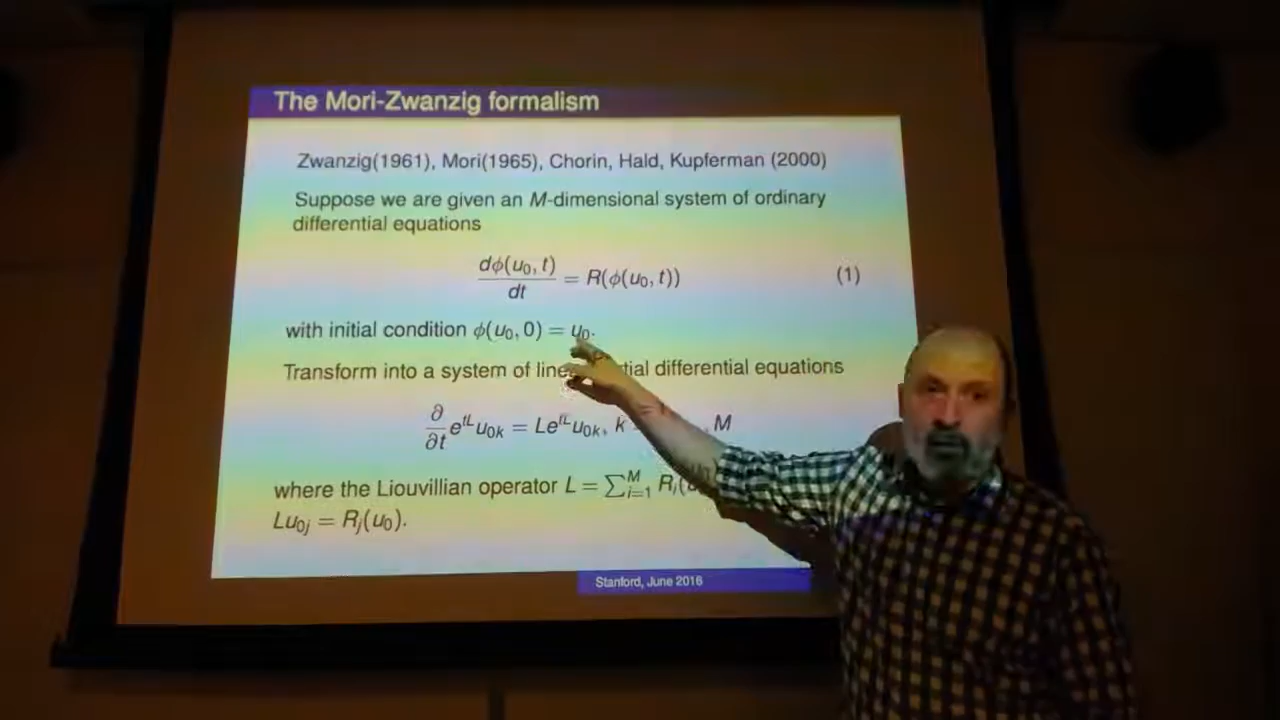 The Mori-Zwanzig formalism
Zwanzig(1961), Mori(1965), Chorin, Hald, Kupferman (2000)
Suppose we are given an M-dimensional system of ordinary
differential equations
dϕ(u₀, t)/dt = R(ϕ(u₀, t)) (1)
with initial condition ϕ(u₀, 0) = u₀.
Transform into a system of differential equations
∂/∂t e^{tL}u₀ₖ = Le^{tL}u₀ₖ, k M
where the Liouvillian operator L = ∑_{i=1}^{M} Rᵢ(
Lu₀ⱼ = Rⱼ(u₀).
Stanford, June 2016